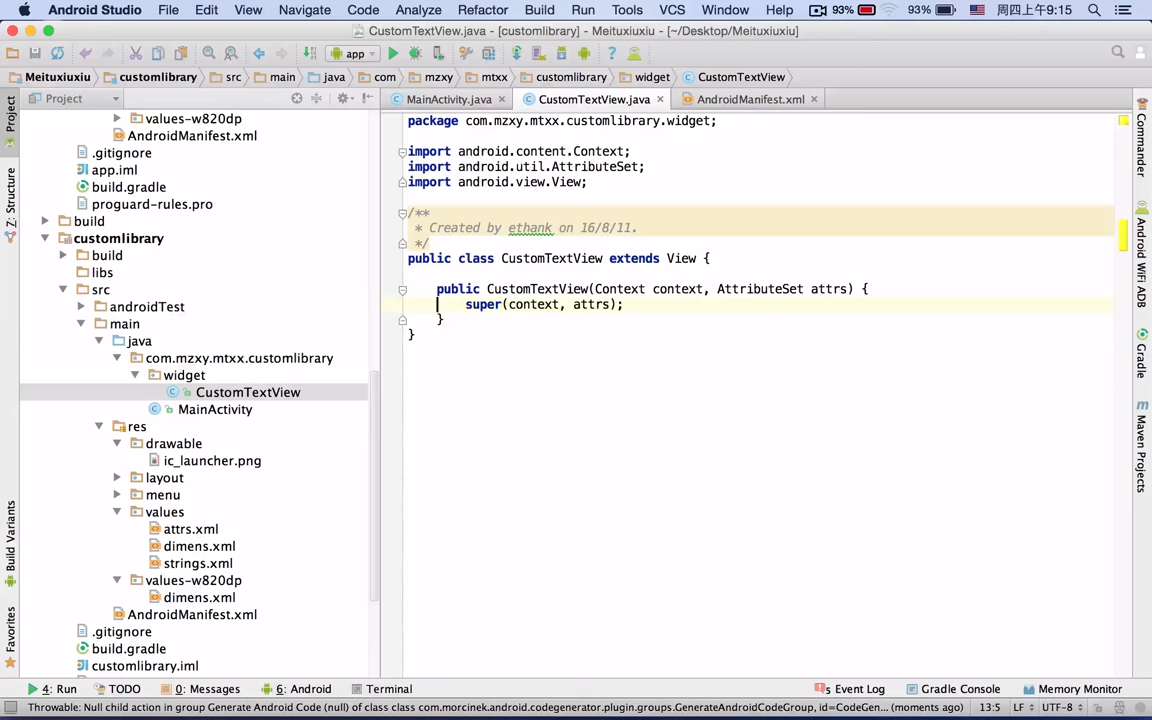 Android Studio File Edit View Navigate Code Analyze Refactor Build Run Tools VCS Window Help 93% 93% 周四上午9:15
CustomTextView.java - [customlibrary] - Meituxiuxiu - [~/Desktop/Meituxiuxiu]
app
Meituxiuxiu customlibrary src main java com mzxy mtxx customlibrary widget CustomTextView
Project
MainActivity.java CustomTextView.java AndroidManifest.xml
Project
Z: Structure
Build Variants
Favorites
values-w820dp
AndroidManifest.xml
.gitignore
app.iml
build.gradle
proguard-rules.pro
build
customlibrary
build
libs
src
androidTest
main
java
com.mzxy.mtxx.customlibrary
widget
CustomTextView
MainActivity
res
drawable
ic_launcher.png
layout
menu
values
attrs.xml
dimens.xml
strings.xml
values-w820dp
dimens.xml
AndroidManifest.xml
.gitignore
build.gradle
customlibrary.iml
package com.mzxy.mtxx.customlibrary.widget;
import android.content.Context;
import android.util.AttributeSet;
import android.view.View;
/**
* Created by ethank on 16/8/11.
*/
public class CustomTextView extends View {
public CustomTextView(Context context, AttributeSet attrs) {
super(context, attrs);
}
}
Commander
Android WiFi ADB
Gradle
Maven Projects
4: Run TODO 0: Messages 6: Android Terminal 5 Event Log Gradle Console Memory Monitor
Throwable: Null child action in group Generate Android Code (null) of class class com.morcinek.android.codegenerator.plugin.groups.GenerateAndroidCodeGroup, id=CodeGen... (moments ago) 13:5 LF UTF-8